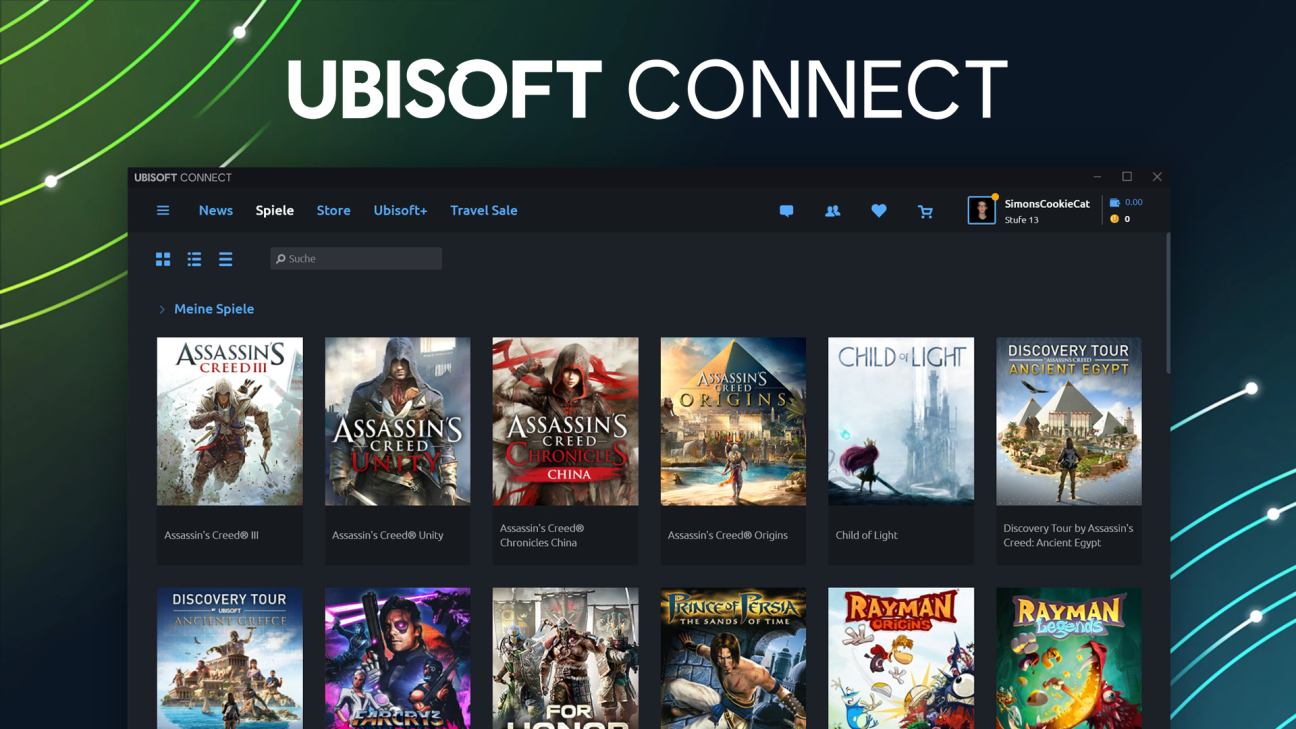 UBISOFT CONNECT
UBISOFT CONNECT
News Spiele Store Ubisoft+ Travel Sale
SimonsCookieCat
Stufe 13
0.00
0
Suche
Meine Spiele
ASSASSIN'S
CREED III
ASSASSIN'S
CREED
UNITY
ASSASSIN'S
CREED
CHRONICLES
CHINA
ASSASSIN'S
CREED
ORIGINS
CHILD of LIGHT
DISCOVERY TOUR
ASSASSIN'S CREED
ANCIENT EGYPT
Assassin's Creed® III
Assassin's Creed® Unity
Assassin's Creed®
Chronicles China
Assassin's Creed® Origins
Child of Light
Discovery Tour by Assassin's
Creed: Ancient Egypt
DISCOVERY TOUR
BY UBISOFT
ANCIENT GREECE
FARCRY3
FOR
HONOR
PRINCE OF PERSIA
THE SANDS OF TIME
RAYMAN
ORIGINS
RAYMAN
Legends